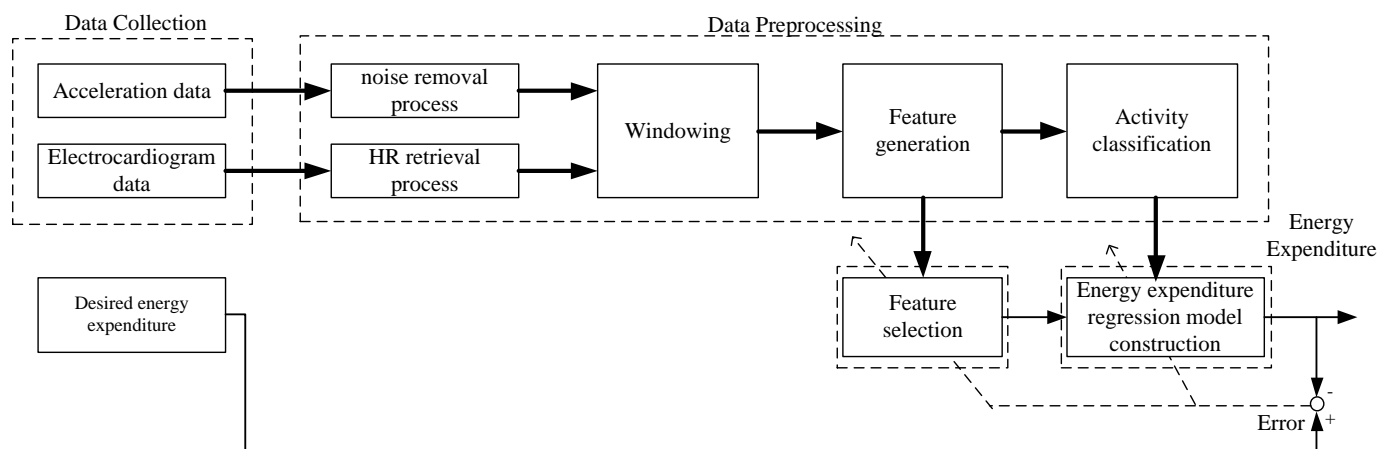 Data Collection
Data Preprocessing
Acceleration data
noise removal
process
Windowing
Feature
generation
Activity
classification
Electrocardiogram
data
HR retrieval
process
Energy
Expenditure
Desired energy
expenditure
Feature
selection
Energy expenditure
regression model
construction
-
+
Error